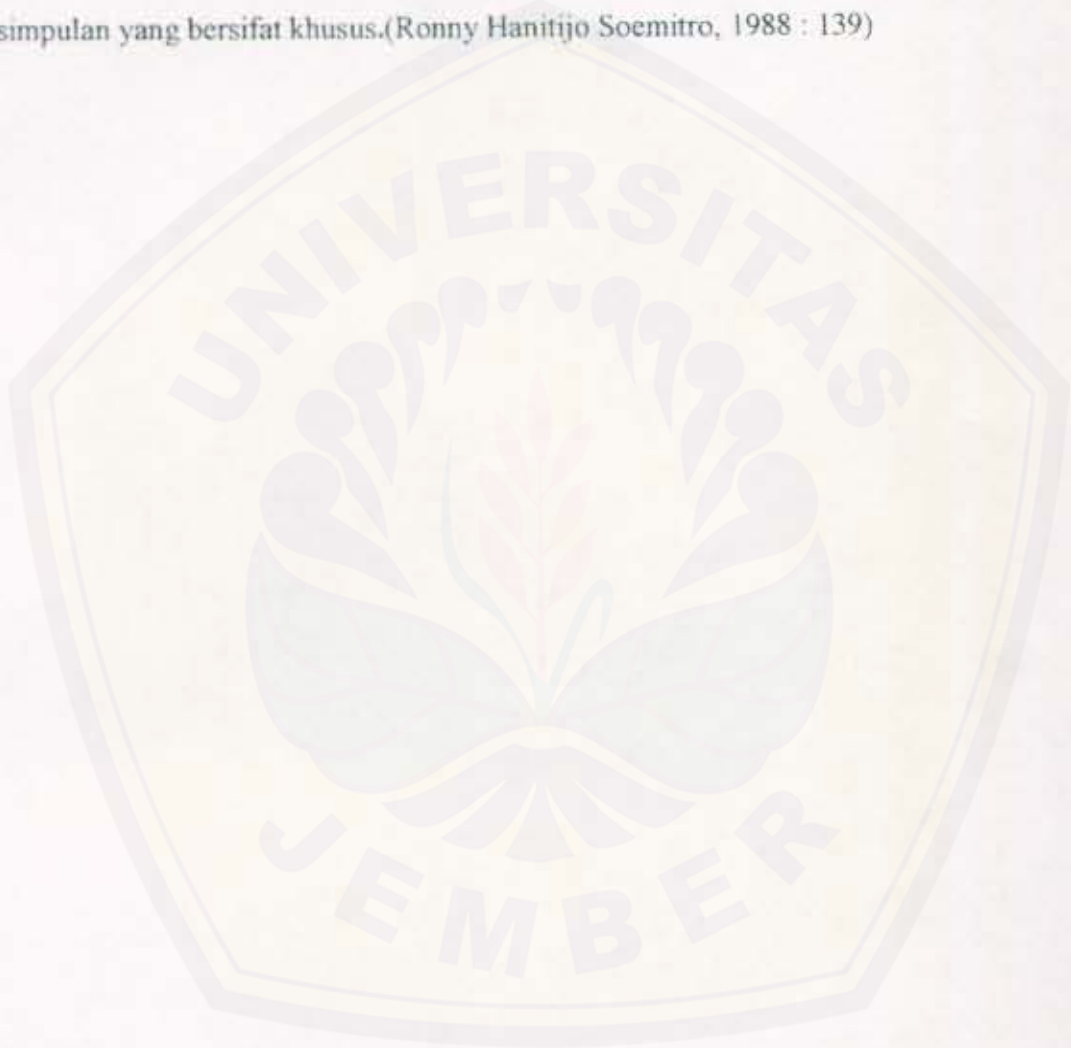 simpulan yang bersifat khusus.(Ronny Hanitijo Soemitro, 1988 : 139)
UNIVERSITAS
JEMBER